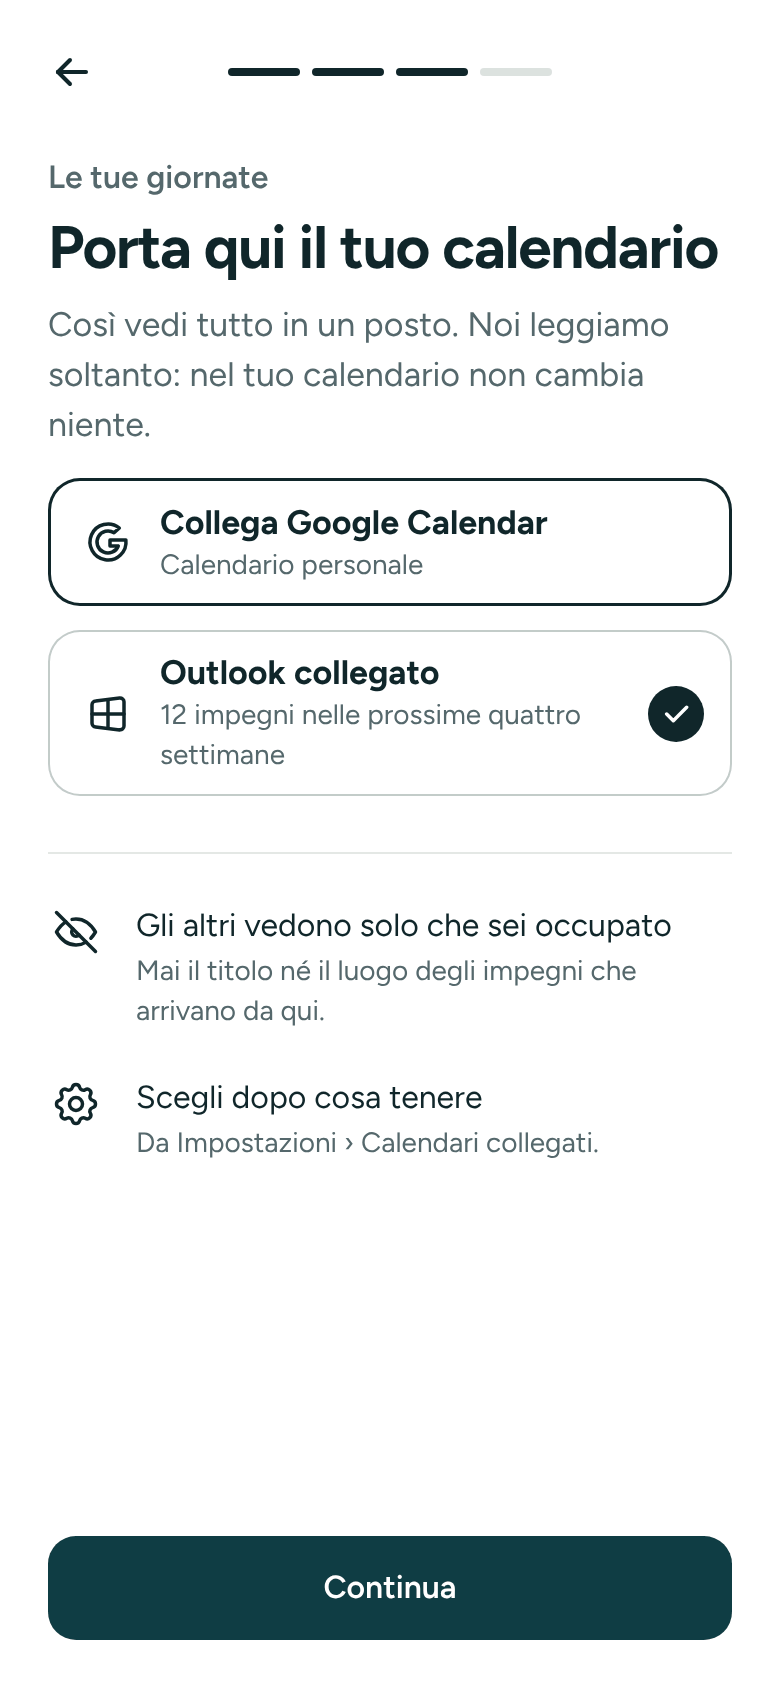 Le tue giornate
Porta qui il tuo calendario
Così vedi tutto in un posto. Noi leggiamo
soltanto: nel tuo calendario non cambia
niente.
Collega Google Calendar
Calendario personale
Outlook collegato
12 impegni nelle prossime quattro
settimane
Gli altri vedono solo che sei occupato
Mai il titolo né il luogo degli impegni che
arrivano da qui.
Scegli dopo cosa tenere
Da Impostazioni › Calendari collegati.
Continua